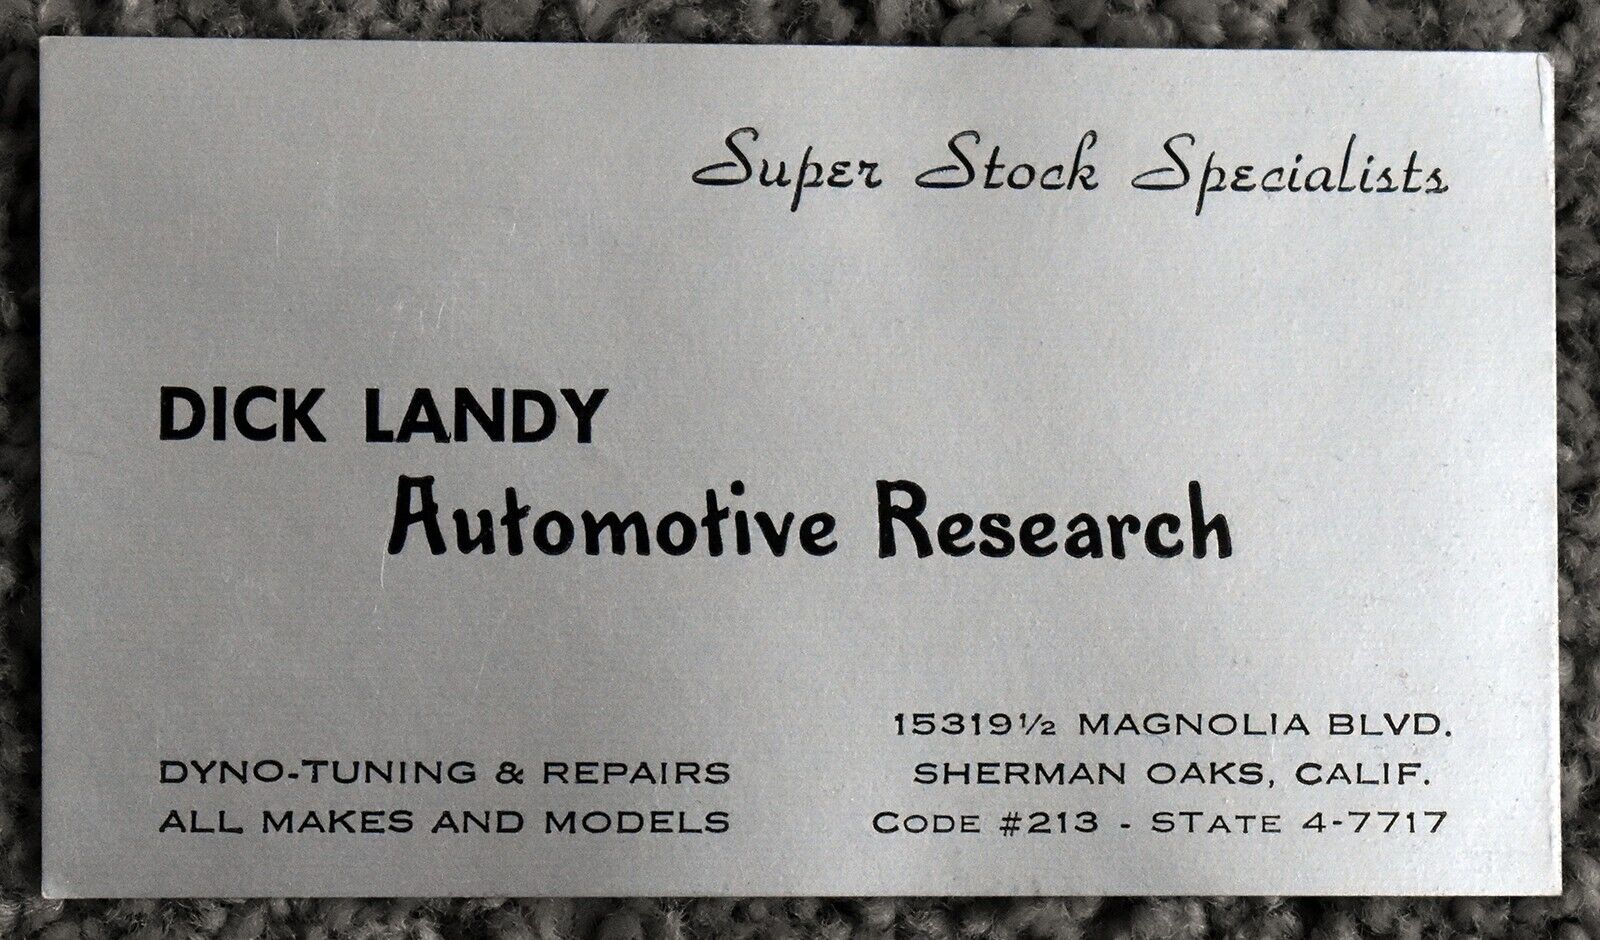 Super Stock Specialists
DICK LANDY
Automotive Research
DYNO-TUNING & REPAIRS
ALL MAKES AND MODELS
15319½ MAGNOLIA BLVD.
SHERMAN OAKS, CALIF.
CODE #213 - STATE 4-7717